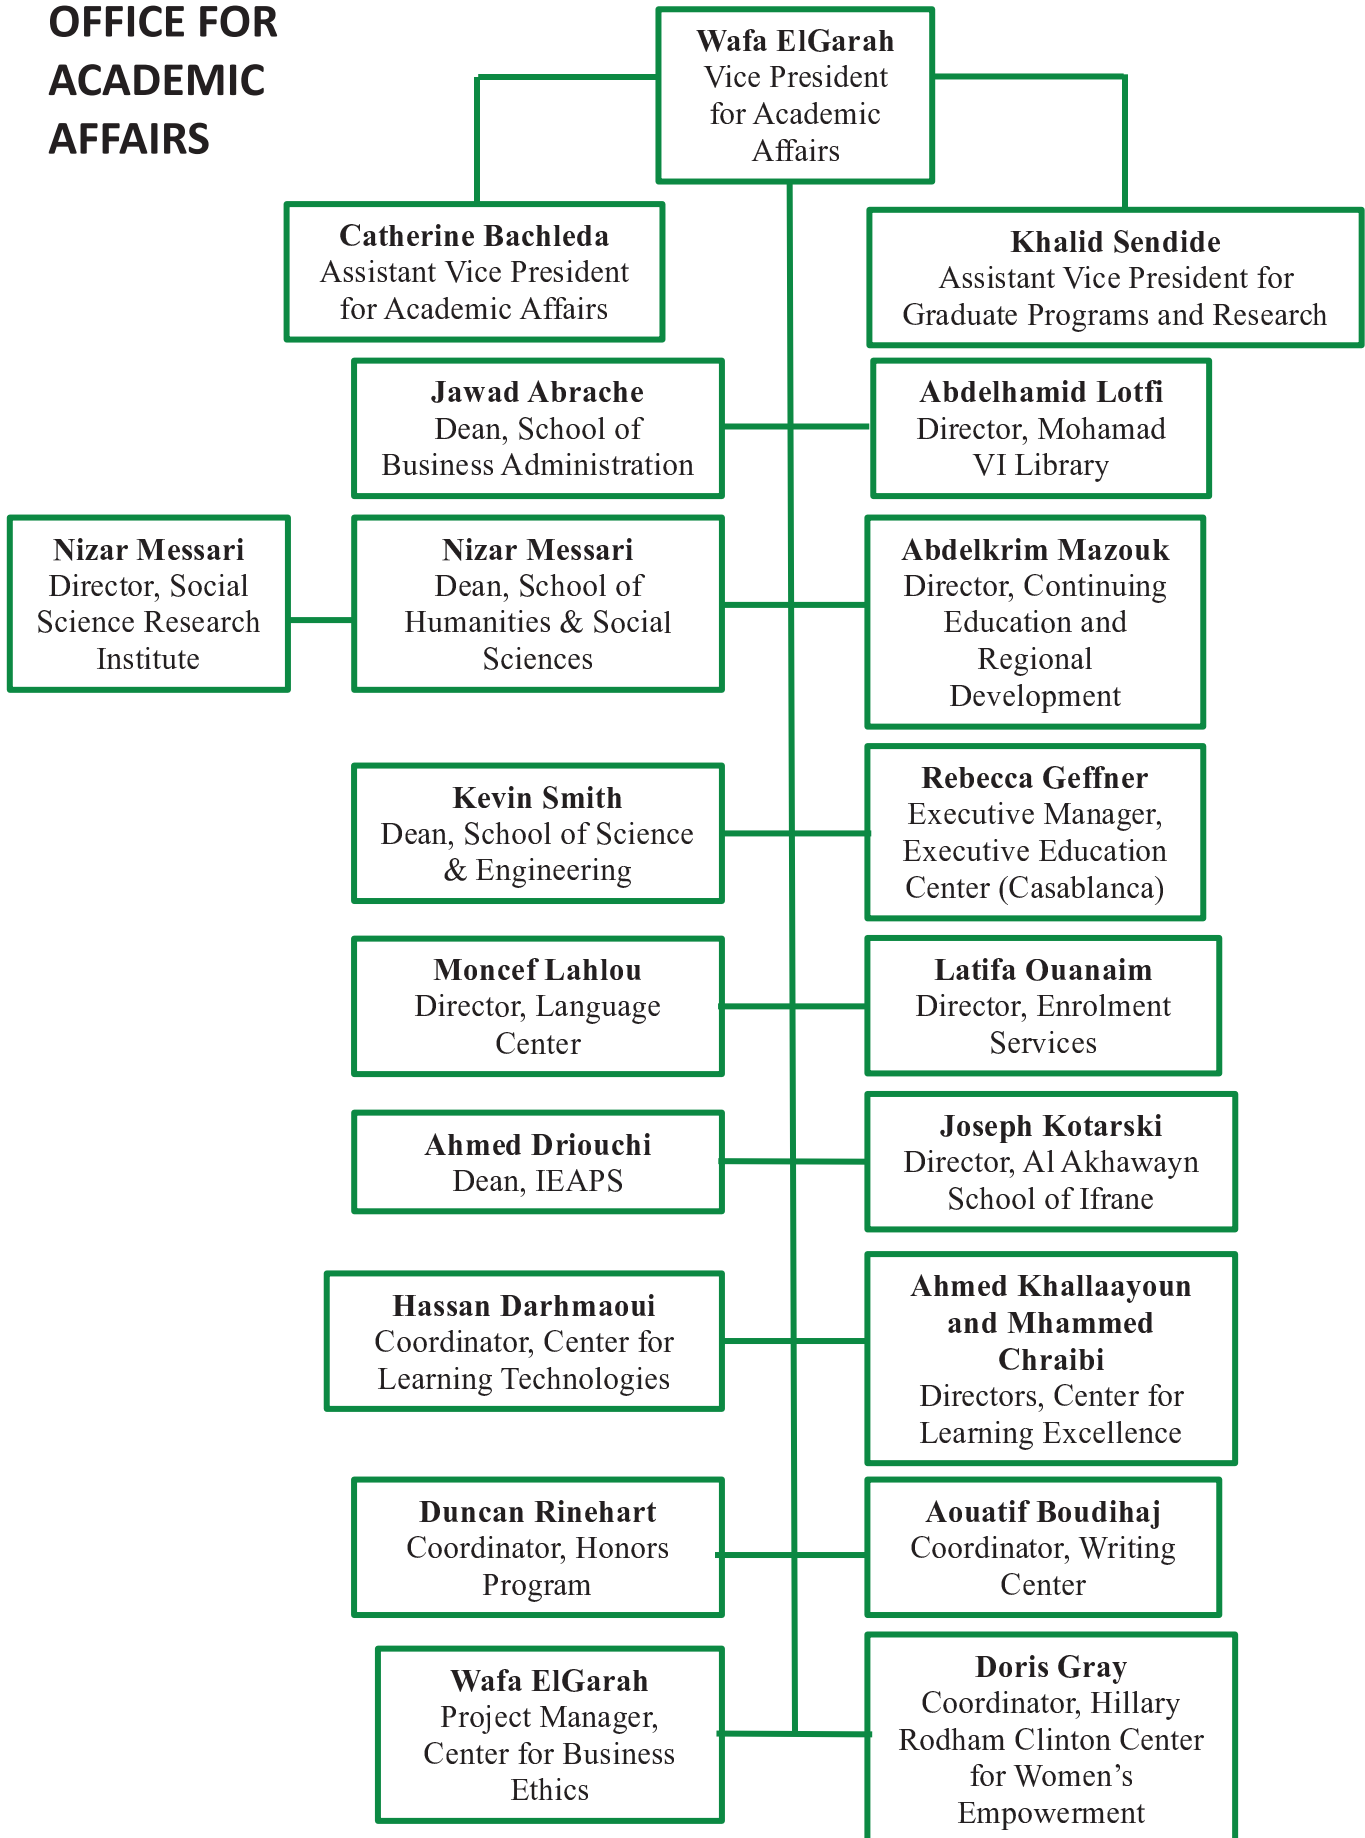 OFFICE FOR
ACADEMIC
AFFAIRS
Wafa ElGarah
Vice President
for Academic
Affairs
Catherine Bachleda
Assistant Vice President
for Academic Affairs
Khalid Sendide
Assistant Vice President for
Graduate Programs and Research
Jawad Abrache
Dean, School of
Business Administration
Abdelhamid Lotfi
Director, Mohamad
VI Library
Nizar Messari
Director, Social
Science Research
Institute
Nizar Messari
Dean, School of
Humanities & Social
Sciences
Abdelkrim Mazouk
Director, Continuing
Education and
Regional
Development
Kevin Smith
Dean, School of Science
& Engineering
Rebecca Geffner
Executive Manager,
Executive Education
Center (Casablanca)
Moncef Lahlou
Director, Language
Center
Latifa Ouanaim
Director, Enrolment
Services
Ahmed Driouchi
Dean, IEAPS
Joseph Kotarski
Director, Al Akhawayn
School of Ifrane
Hassan Darhmaoui
Coordinator, Center for
Learning Technologies
Ahmed Khallaayoun
and Mhammed
Chraibi
Directors, Center for
Learning Excellence
Duncan Rinehart
Coordinator, Honors
Program
Aouatif Boudihaj
Coordinator, Writing
Center
Wafa ElGarah
Project Manager,
Center for Business
Ethics
Doris Gray
Coordinator, Hillary
Rodham Clinton Center
for Women’s
Empowerment